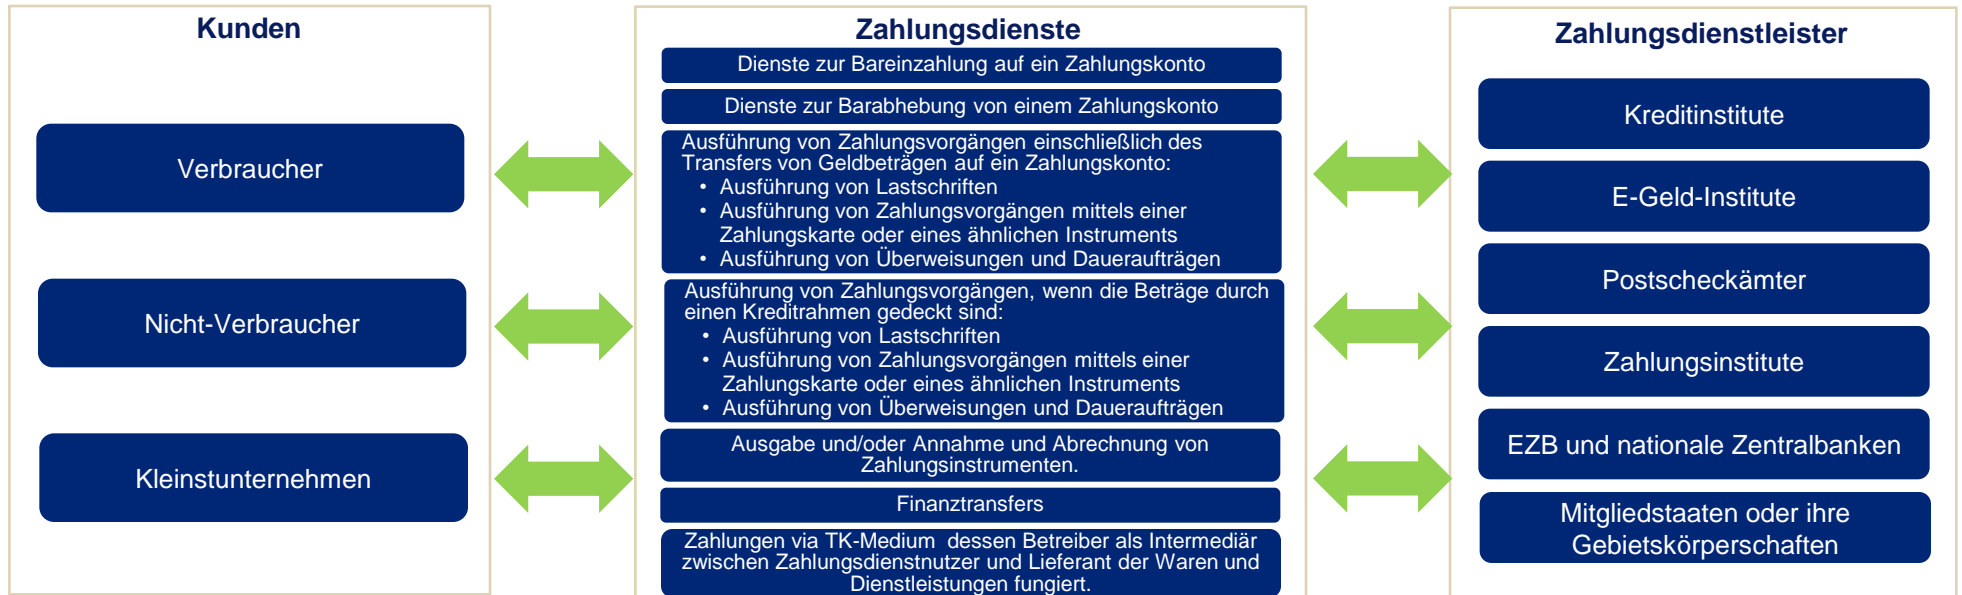 Kunden
Verbraucher
Nicht-Verbraucher
Kleinstunternehmen
Zahlungsdienste
Dienste zur Bareinzahlung auf ein Zahlungskonto
Dienste zur Barabhebung von einem Zahlungskonto
Ausführung von Zahlungsvorgängen einschließlich des
Transfers von Geldbeträgen auf ein Zahlungskonto:
• Ausführung von Lastschriften
• Ausführung von Zahlungsvorgängen mittels einer
Zahlungskarte oder eines ähnlichen Instruments
• Ausführung von Überweisungen und Daueraufträgen
Ausführung von Zahlungsvorgängen, wenn die Beträge durch
einen Kreditrahmen gedeckt sind:
• Ausführung von Lastschriften
• Ausführung von Zahlungsvorgängen mittels einer
Zahlungskarte oder eines ähnlichen Instruments
• Ausführung von Überweisungen und Daueraufträgen
Ausgabe und/oder Annahme und Abrechnung von
Zahlungsinstrumenten.
Finanztransfers
Zahlungen via TK-Medium dessen Betreiber als Intermediär
zwischen Zahlungsdienstnutzer und Lieferant der Waren und
Dienstleistungen fungiert.
Zahlungsdienstleister
Kreditinstitute
E-Geld-Institute
Postscheckämter
Zahlungsinstitute
EZB und nationale Zentralbanken
Mitgliedstaaten oder ihre
Gebietskörperschaften